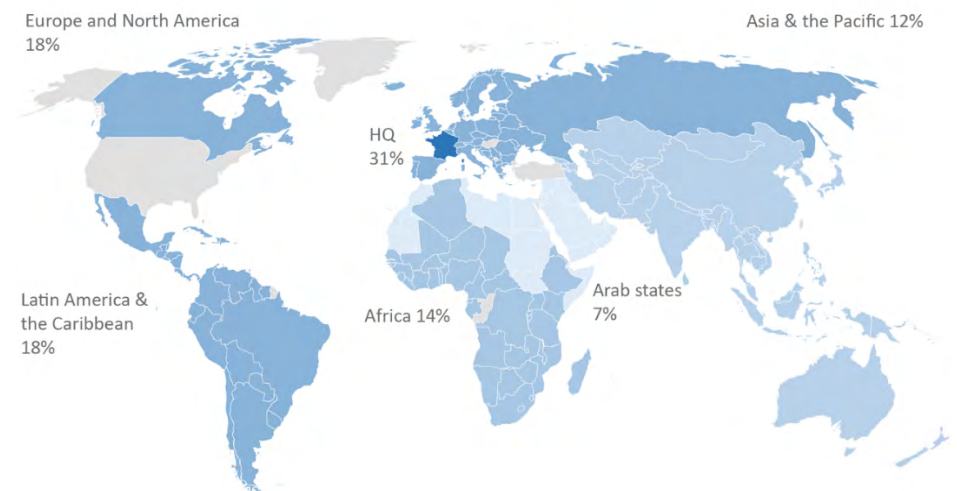 Europe and North America
18%
Asia & the Pacific 12%
HQ
31%
Latin America &
the Caribbean
18%
Africa 14%
Arab states
7%